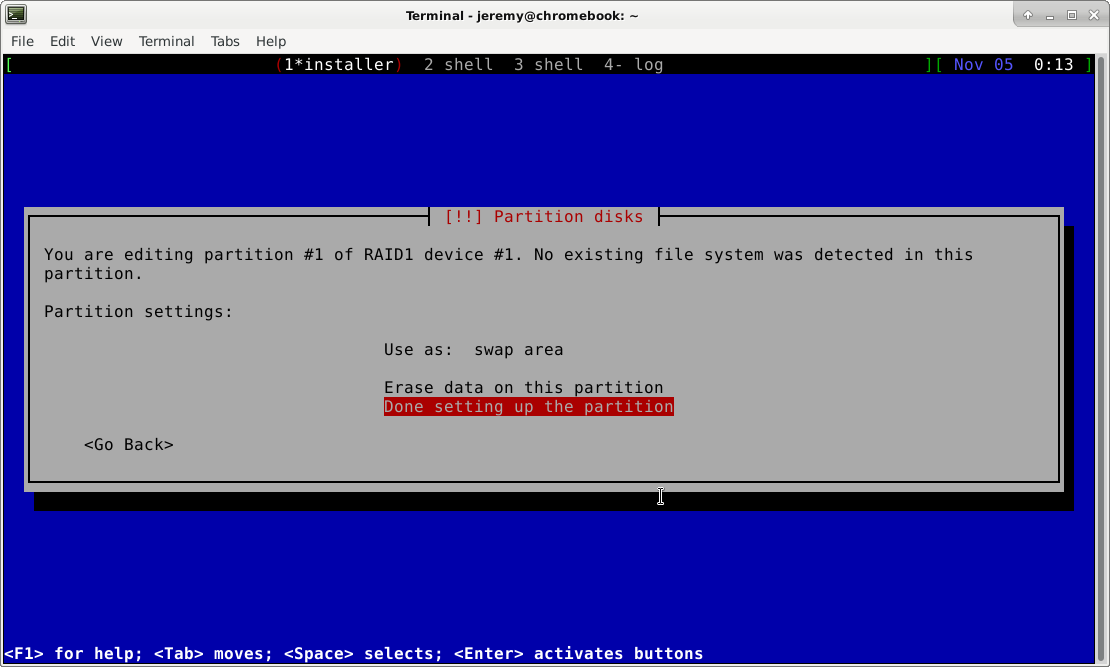 Terminal - jeremy@chromebook: ~
File Edit View Terminal Tabs Help
[ (1*installer) 2 shell 3 shell 4- log ][ Nov 05 0:13 ]
[!!] Partition disks
You are editing partition #1 of RAID1 device #1. No existing file system was detected in this
partition.
Partition settings:
Use as: swap area
Erase data on this partition
Done setting up the partition
<Go Back>
<F1> for help; <Tab> moves; <Space> selects; <Enter> activates buttons